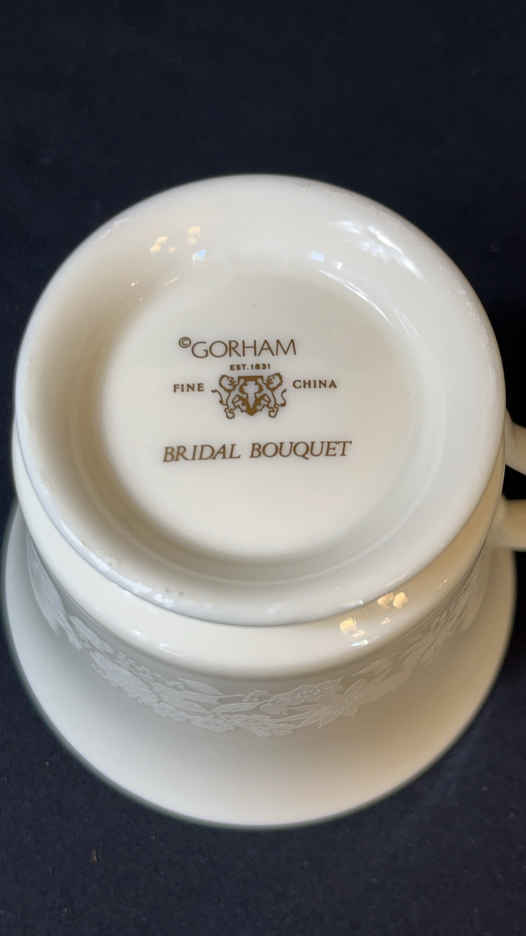 ©GORHAM
EST. 1831
FINE CHINA
BRIDAL BOUQUET